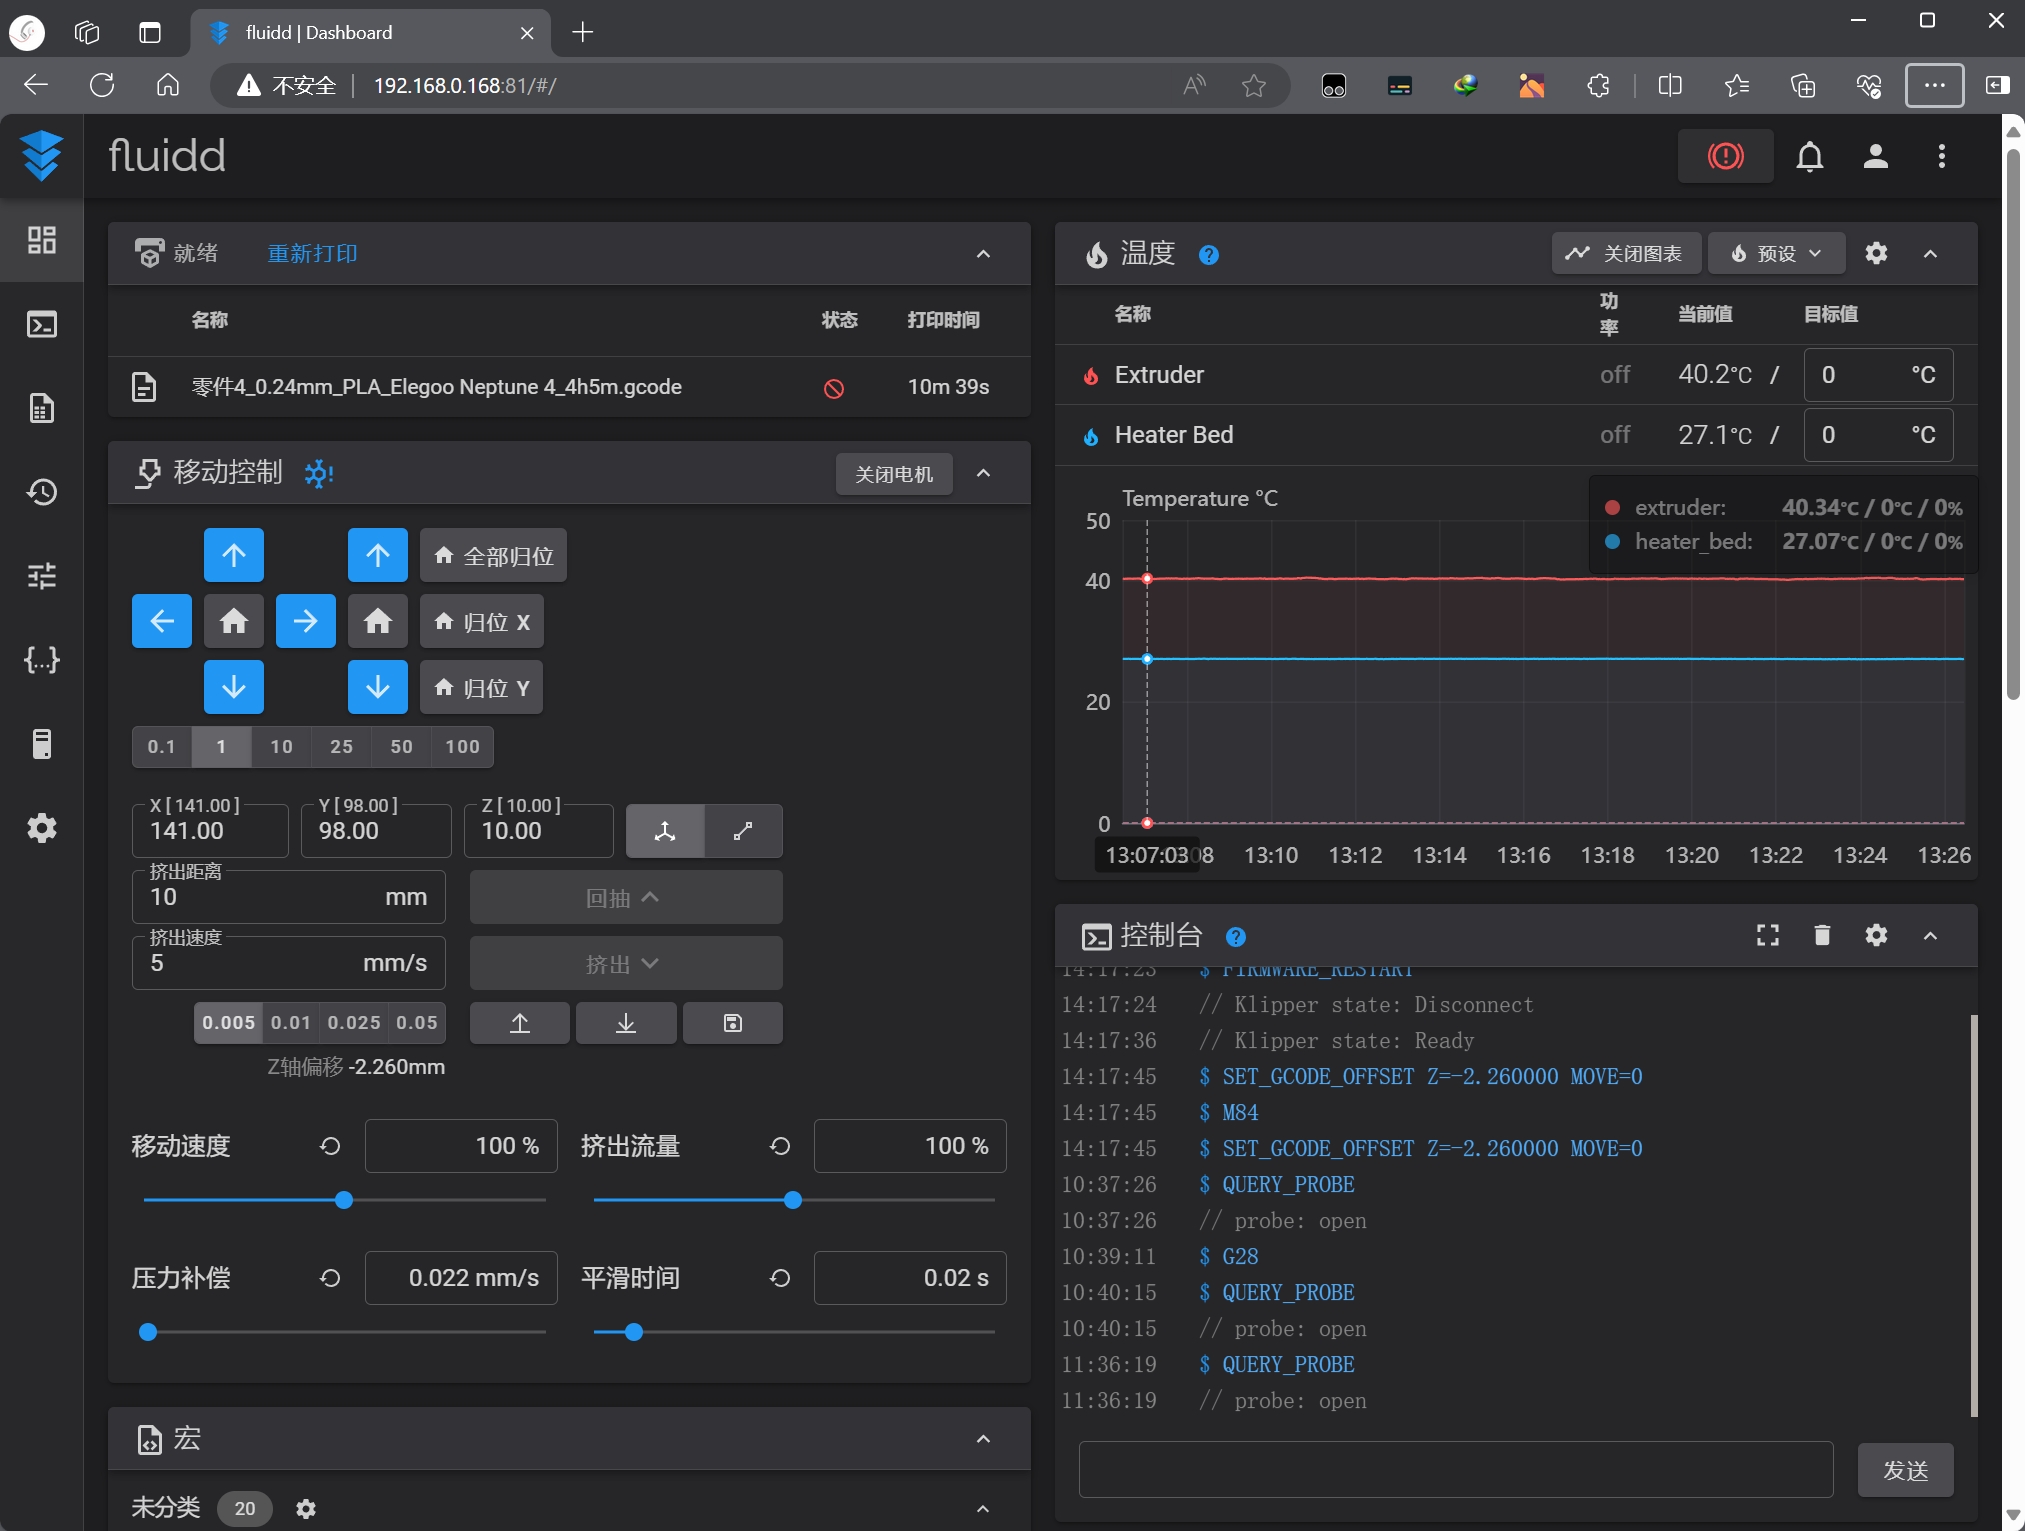 fluidd | Dashboard
不安全 192.168.0.168:81/#/
fluidd
就绪 重新打印
名称 状态 打印时间
零件4_0.24mm_PLA_Elegoo Neptune 4_4h5m.gcode 10m 39s
移动控制 关闭电机
全部归位
归位 X
归位 Y
0.1 1 10 25 50 100
X [ 141.00 ] Y [ 98.00 ] Z [ 10.00 ]
141.00 98.00 10.00
挤出距离
10 mm 回抽
挤出速度
5 mm/s 挤出
0.005 0.01 0.025 0.05
Z轴偏移 -2.260mm
移动速度 100 % 挤出流量 100 %
压力补偿 0.022 mm/s 平滑时间 0.02 s
宏
未分类 20
温度 关闭图表 预设
名称 功率 当前值 目标值
Extruder off 40.2°C / 0 °C
Heater Bed off 27.1°C / 0 °C
Temperature °C
extruder: 40.34°C / 0°C / 0%
heater_bed: 27.07°C / 0°C / 0%
50
40
20
0
13:07:03 13:10 13:12 13:14 13:16 13:18 13:20 13:22 13:24 13:26
控制台
14:17:23 $ FIRMWARE_RESTART
14:17:24 // Klipper state: Disconnect
14:17:36 // Klipper state: Ready
14:17:45 $ SET_GCODE_OFFSET Z=-2.260000 MOVE=0
14:17:45 $ M84
14:17:45 $ SET_GCODE_OFFSET Z=-2.260000 MOVE=0
10:37:26 $ QUERY_PROBE
10:37:26 // probe: open
10:39:11 $ G28
10:40:15 $ QUERY_PROBE
10:40:15 // probe: open
11:36:19 $ QUERY_PROBE
11:36:19 // probe: open
发送